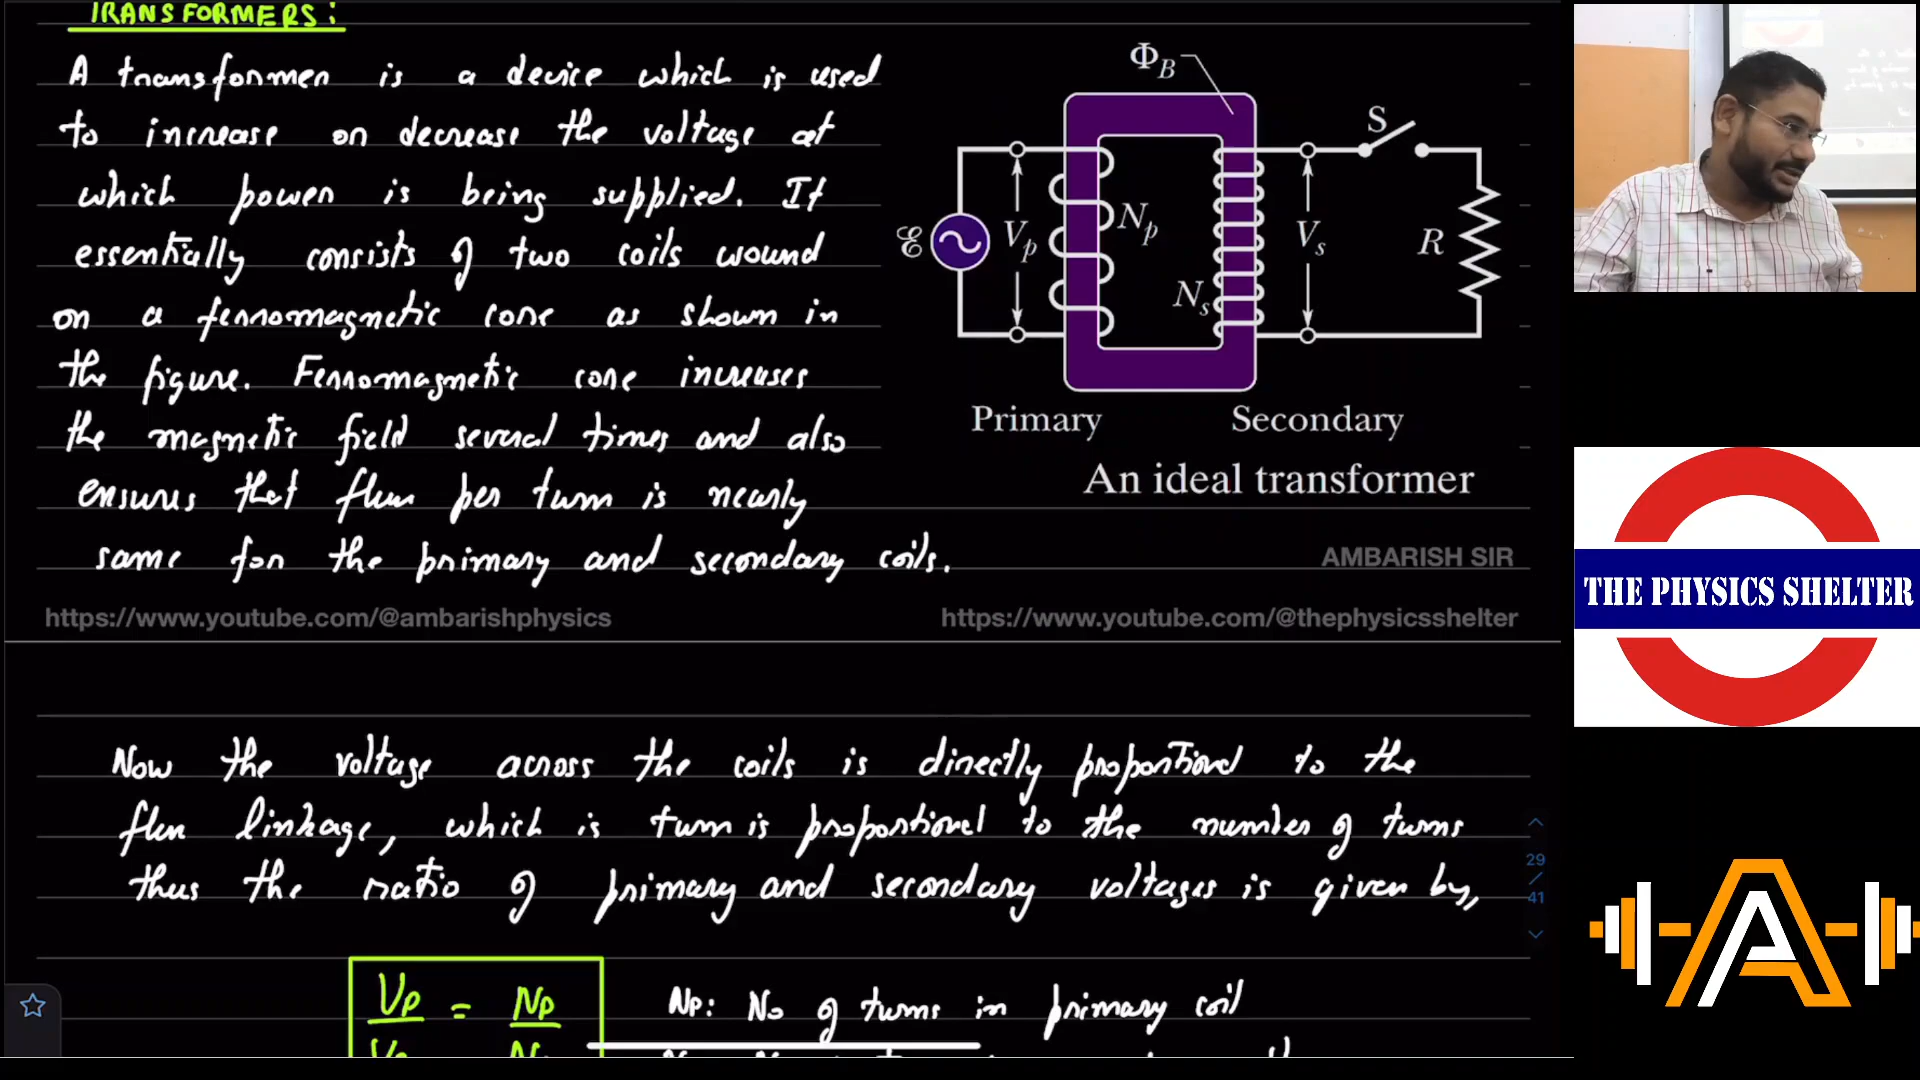 TRANSFORMERS:
A transformer is a device which is used
to increase or decrease the voltage at
which power is being supplied. It
essentially consists of two coils wound
on a ferromagnetic core as shown in
the figure. Ferromagnetic core increases
the magnetic field several times and also
ensures that flux per turn is nearly
same for the primary and secondary coils.
ΦB
S
ℰ
Vp
Np
Ns
Vs
R
Primary
Secondary
An ideal transformer
AMBARISH SIR
https://www.youtube.com/@ambarishphysics
https://www.youtube.com/@thephysicsshelter
Now the voltage across the coils is directly proportional to the
flux linkage, which is turn is proportional to the number of turns
thus the ratio of primary and secondary voltages is given by,
Vp = Np
Np: No of turns in primary coil
29
/
41
THE PHYSICS SHELTER